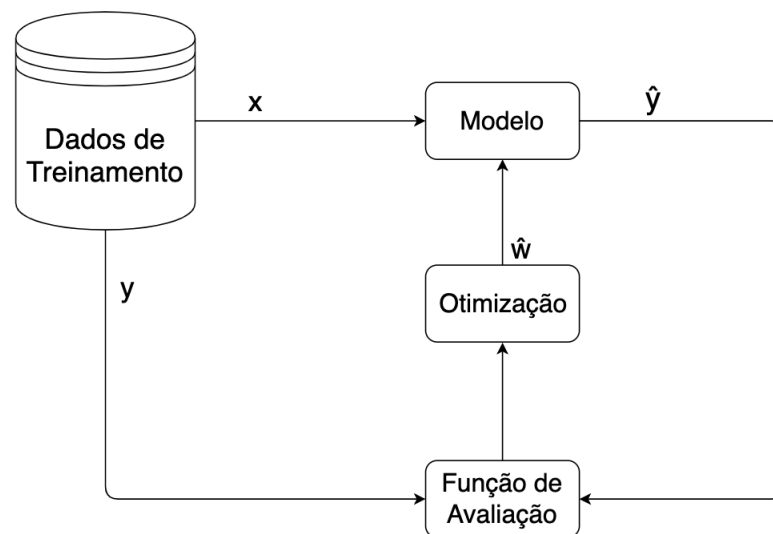 x
Modelo
ŷ
Dados de
Treinamento
y
ŵ
Otimização
Função de
Avaliação